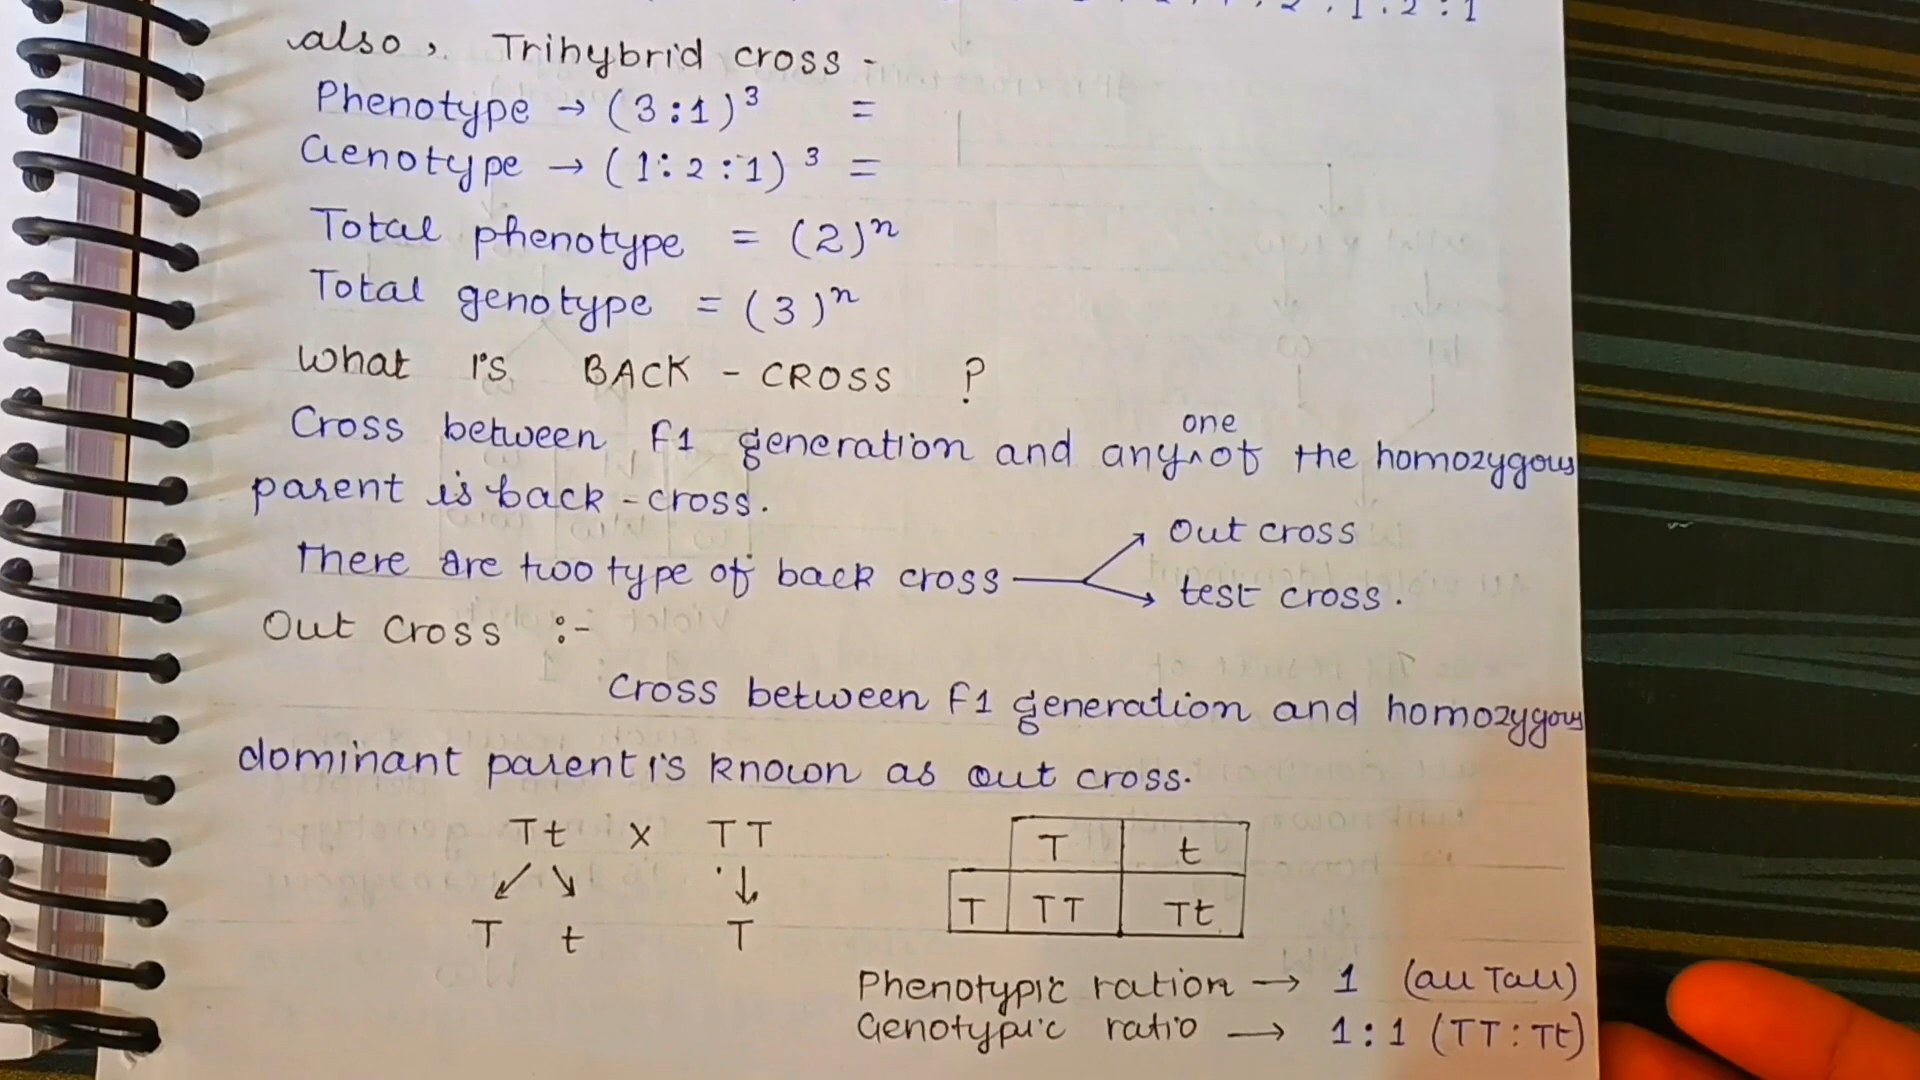 1 : 2 : 1
also, Trihybrid cross -
Phenotype → (3:1)³ =
Genotype → (1:2:1)³ =
Total phenotype = (2)ⁿ
Total genotype = (3)ⁿ
What is BACK - CROSS ?
Cross between F1 generation and any one of the homozygous
parent is back-cross.
There are two type of back cross → Out cross
→ test cross.
Out Cross :-
Cross between F1 generation and homozygous
dominant parent is known as out cross.
Tt x TT
T t T
T t
T TT Tt
Phenotypic ration → 1 (all Tall)
Genotypic ratio → 1:1 (TT:Tt)